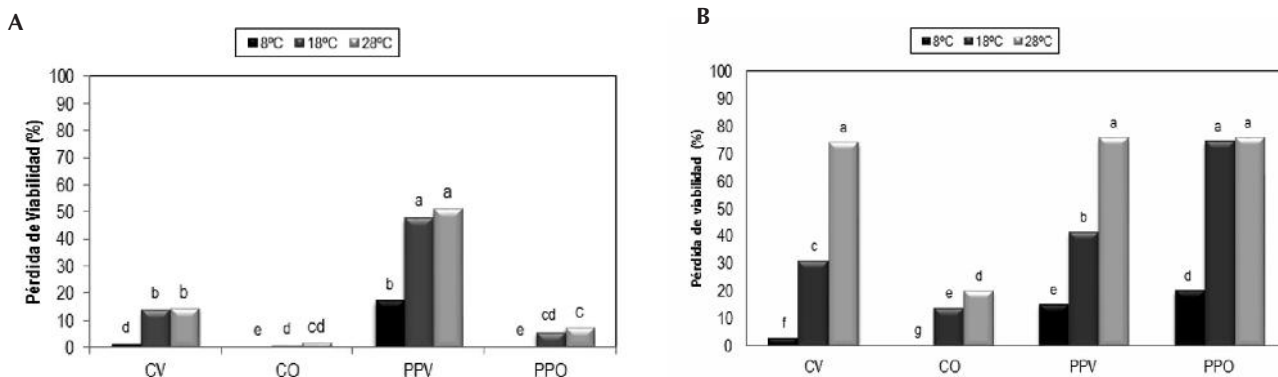 A
8ºC 18ºC 28ºC
Pérdida de Viabilidad (%)
100
90
80
70
60
50
40
30
20
10
0
d b b
e d cd
b a a
e cd c
CV CO PPV PPO
B
8ºC 18ºC 28ºC
Pérdida de viabilidad (%)
100
90
80
70
60
50
40
30
20
10
0
f c a
g e d
e b a
d a a
CV CO PPV PPO